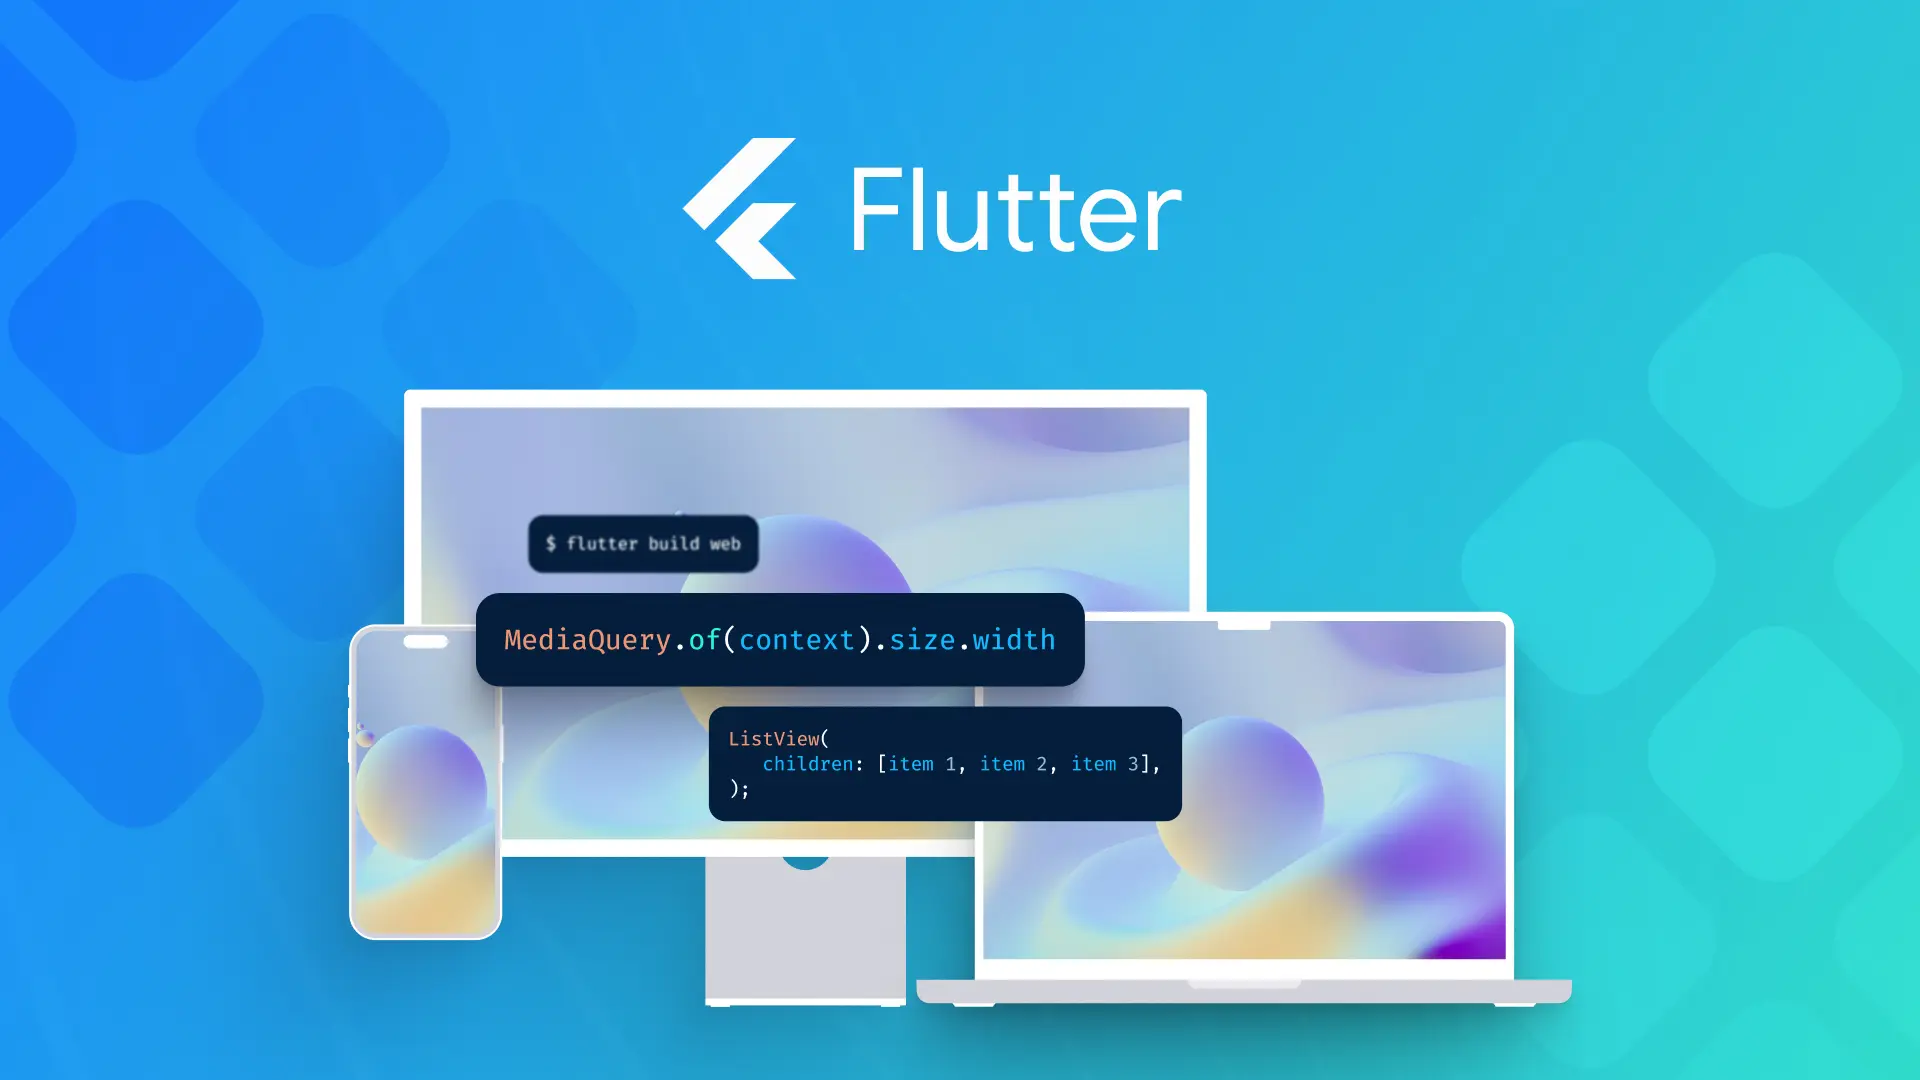 Flutter
$ flutter build web
MediaQuery.of(context).size.width
ListView(
   children: [item 1, item 2, item 3],
);